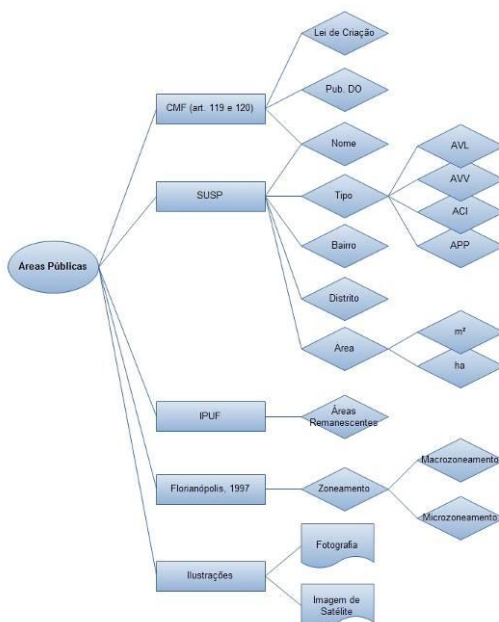 Lei de Criação
Pub. DO
CMF (art. 119 e 120)
Nome
AVL
AVV
SUSP
Tipo
ACI
APP
Bairro
Áreas Públicas
Distrito
m²
Area
ha
IPUF
Áreas
Remanescentes
Macrozoneamento
Florianópolis, 1997
Zoneamento
Microzoneamento
Fotografia
Ilustrações
Imagem de
Satélite